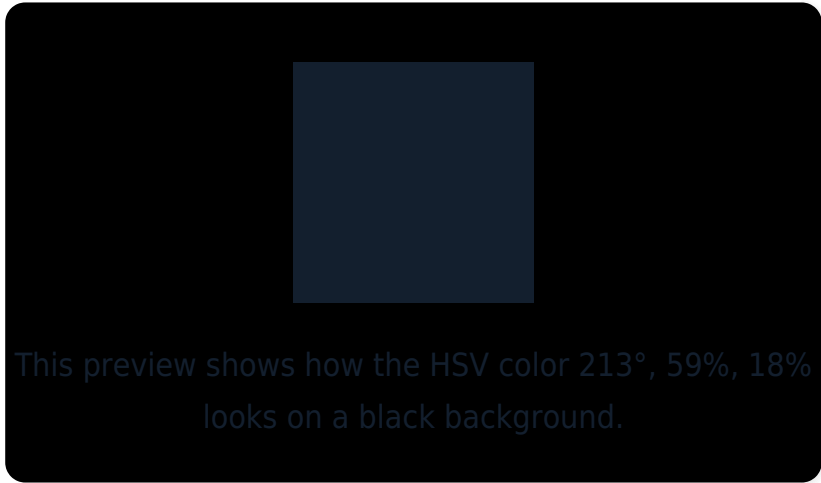 This preview shows how the HSV color 213°, 59%, 18%
looks on a black background.